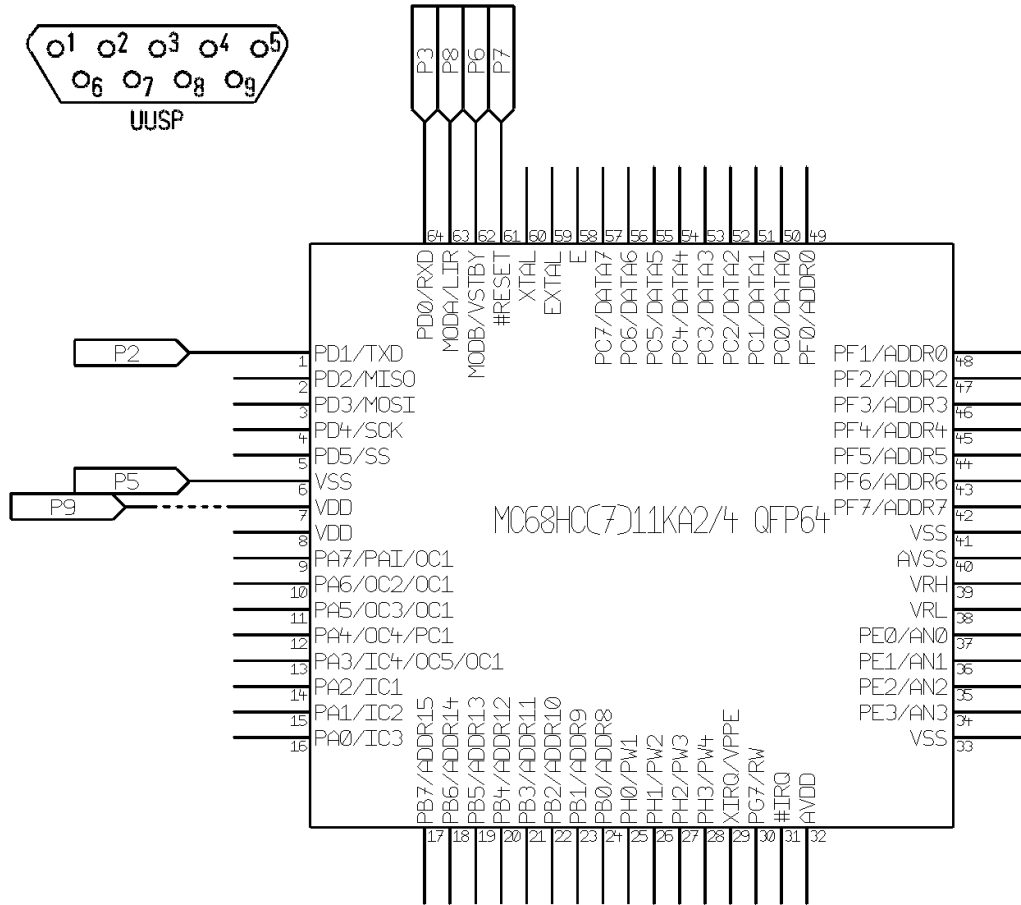 1 2 3 4 5
6 7 8 9
UUSP
P3 P8 P6 P7
64 63 62 61 60 59 58 57 56 55 54 53 52 51 50 49
PD0/RXD
MODA/LIR
MODB/VSTBY
#RESET
XTAL
EXTAL
E
PC7/DATA7
PC6/DATA6
PC5/DATA5
PC4/DATA4
PC3/DATA3
PC2/DATA2
PC1/DATA1
PC0/DATA0
PF0/ADDR0
P2
1 PD1/TXD
2 PD2/MISO
3 PD3/MOSI
4 PD4/SCK
5 PD5/SS
P5
6 VSS
P9
7 VDD
8 VDD
9 PA7/PAI/OC1
10 PA6/OC2/OC1
11 PA5/OC3/OC1
12 PA4/OC4/PC1
13 PA3/IC4/OC5/OC1
14 PA2/IC1
15 PA1/IC2
16 PA0/IC3
MC68HC(7)11KA2/4 QFP64
PF1/ADDR0 48
PF2/ADDR2 47
PF3/ADDR3 46
PF4/ADDR4 45
PF5/ADDR5 44
PF6/ADDR6 43
PF7/ADDR7 42
VSS 41
AVSS 40
VRH 39
VRL 38
PE0/AN0 37
PE1/AN1 36
PE2/AN2 35
PE3/AN3 34
VSS 33
PB7/ADDR15
PB6/ADDR14
PB5/ADDR13
PB4/ADDR12
PB3/ADDR11
PB2/ADDR10
PB1/ADDR9
PB0/ADDR8
PH0/PW1
PH1/PW2
PH2/PW3
PH3/PW4
XIRQ/VPPE
PG7/RW
#IRQ
AVDD
17 18 19 20 21 22 23 24 25 26 27 28 29 30 31 32